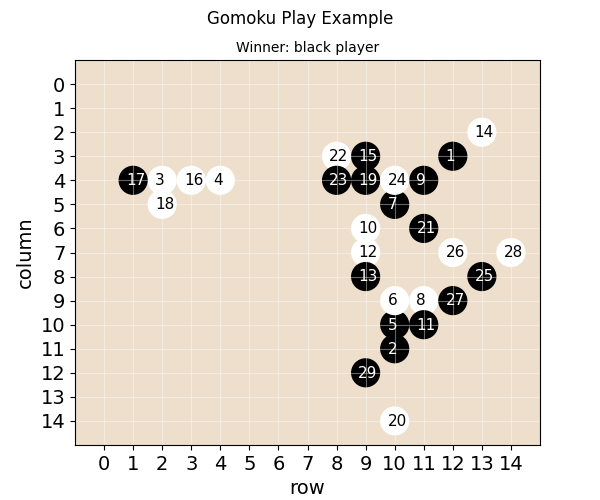 Gomoku Play Example
Winner: black player
0
1
2 14
3 22 15 1
4 17 3 16 4 23 19 24 9
5 18 7
6 10 21
7 12 26 28
8 13 25
9 6 8 27
10 5 11
11 2
12 29
13
14 20
column
0 1 2 3 4 5 6 7 8 9 10 11 12 13 14
row